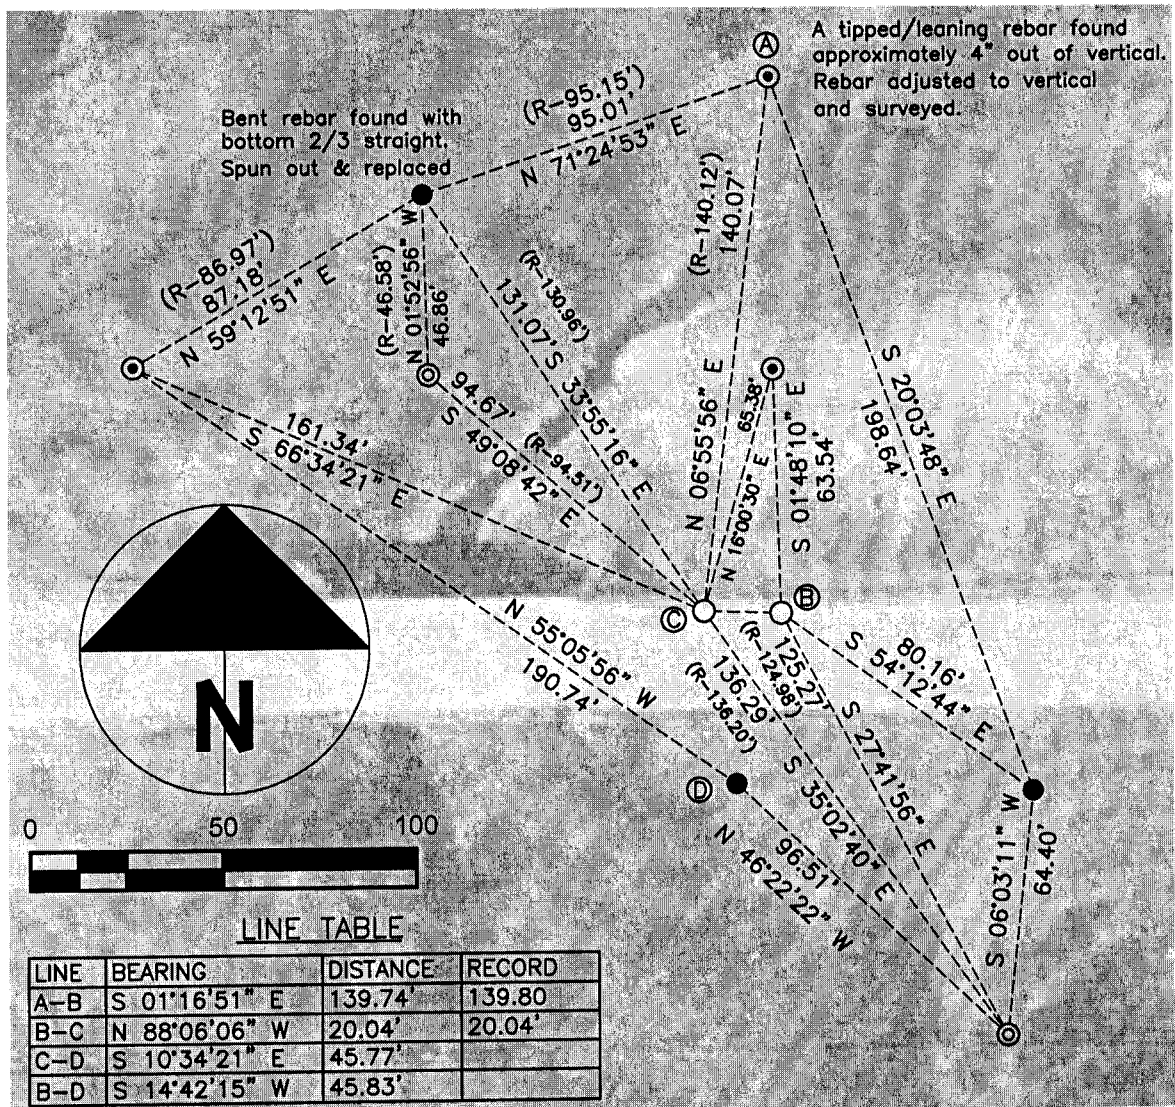 Ⓐ
A tipped/leaning rebar found
approximately 4" out of vertical.
Rebar adjusted to vertical
and surveyed.
(R-95.15')
95.01'
N 71°24'53" E
Bent rebar found with
bottom 2/3 straight.
Spun out & replaced
(R-86.97')
87.18'
N 59°12'51" E
(R-46.58')
N 01°52'56" W
46.86'
(R-130.96')
131.07' S 33°55'16" E
(R-140.12')
140.07'
N 06°55'56" E
S 20°03'48" E
198.64'
94.67' (R-94.51')
S 49°08'42" E
161.34'
S 66°34'21" E
65.38'
N 16°00'30" E
S 01°48'10" E
63.54'
Ⓒ
Ⓑ
N 55°05'56" W
190.74'
80.16'
S 54°12'44" E
125.27' S 27°41'56" E
(R-124.98')
136.29' S 35°02'40" E
(R-136.20')
Ⓓ
96.51'
N 46°22'22" W
S 06°03'11" W
64.40'
N
0 50 100
LINE TABLE
LINE BEARING DISTANCE RECORD
A-B S 01°16'51" E 139.74' 139.80
B-C N 88°06'06" W 20.04' 20.04'
C-D S 10°34'21" E 45.77'
B-D S 14°42'15" W 45.83'